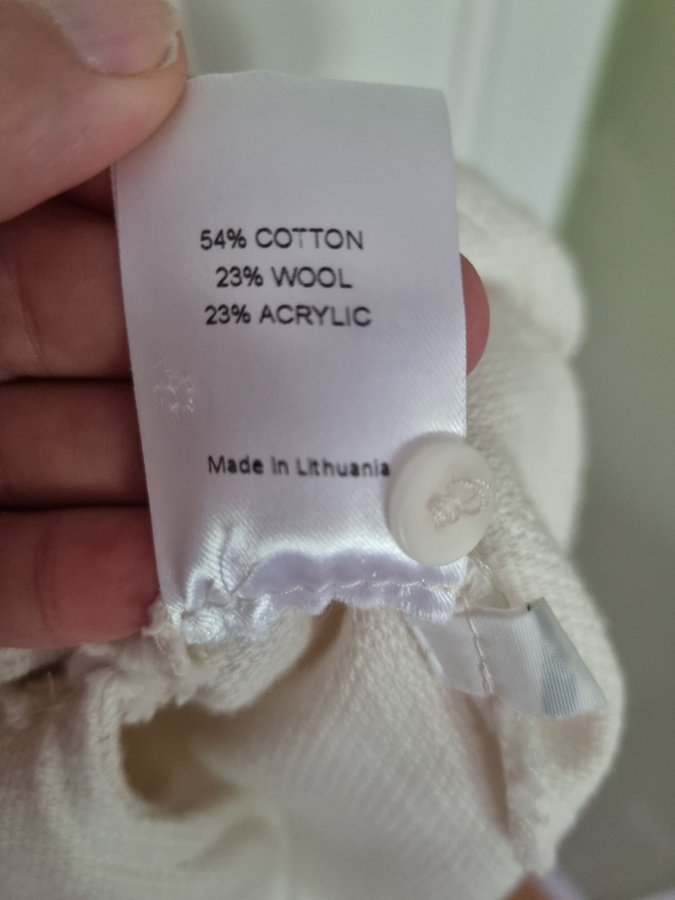 54% COTTON
23% WOOL
23% ACRYLIC
Made in Lithuania